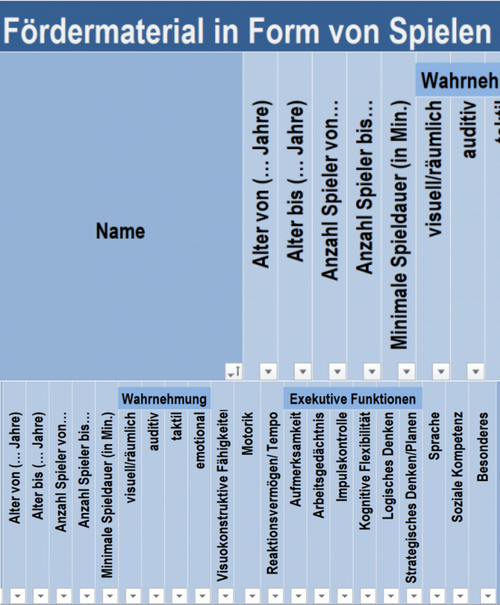 Fördermaterial in Form von Spielen
Name
Alter von (... Jahre)
Alter bis (... Jahre)
Anzahl Spieler von...
Anzahl Spieler bis...
Minimale Spieldauer (in Min.)
Wahrneh
visuell/räumlich
auditiv
Alter von (... Jahre)
Alter bis (... Jahre)
Anzahl Spieler von...
Anzahl Spieler bis...
Minimale Spieldauer (in Min.)
Wahrnehmung
visuell/räumlich
auditiv
taktil
emotional
Visuokonstruktive Fähigkeite
Motorik
Reaktionsvermögen/ Tempo
Exekutive Funktionen
Aufmerksamkeit
Arbeitsgedächtnis
Impulskontrolle
Kognitive Flexibilität
Logisches Denken
Strategisches Denken/Planen
Sprache
Soziale Kompetenz
Besonderes